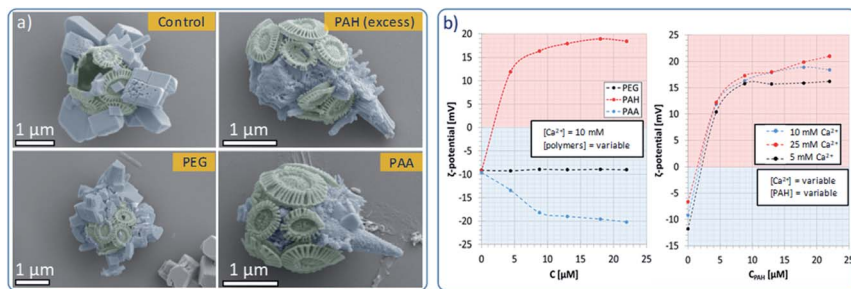 a)
Control
1 µm
PAH (excess)
1 µm
PEG
1 µm
PAA
1 µm
b)
ζ-potential [mV]
20
15
10
5
0
-5
-10
-15
-20
-25
PEG
PAH
PAA
[Ca²⁺] = 10 mM
[polymers] = variable
0 5 10 15 20 25
C [µM]
ζ-potential [mV]
25
20
15
10
5
0
-5
-10
-15
10 mM Ca²⁺
25 mM Ca²⁺
5 mM Ca²⁺
[Ca²⁺] = variable
[PAH] = variable
0 5 10 15 20 25
CPAH [µM]